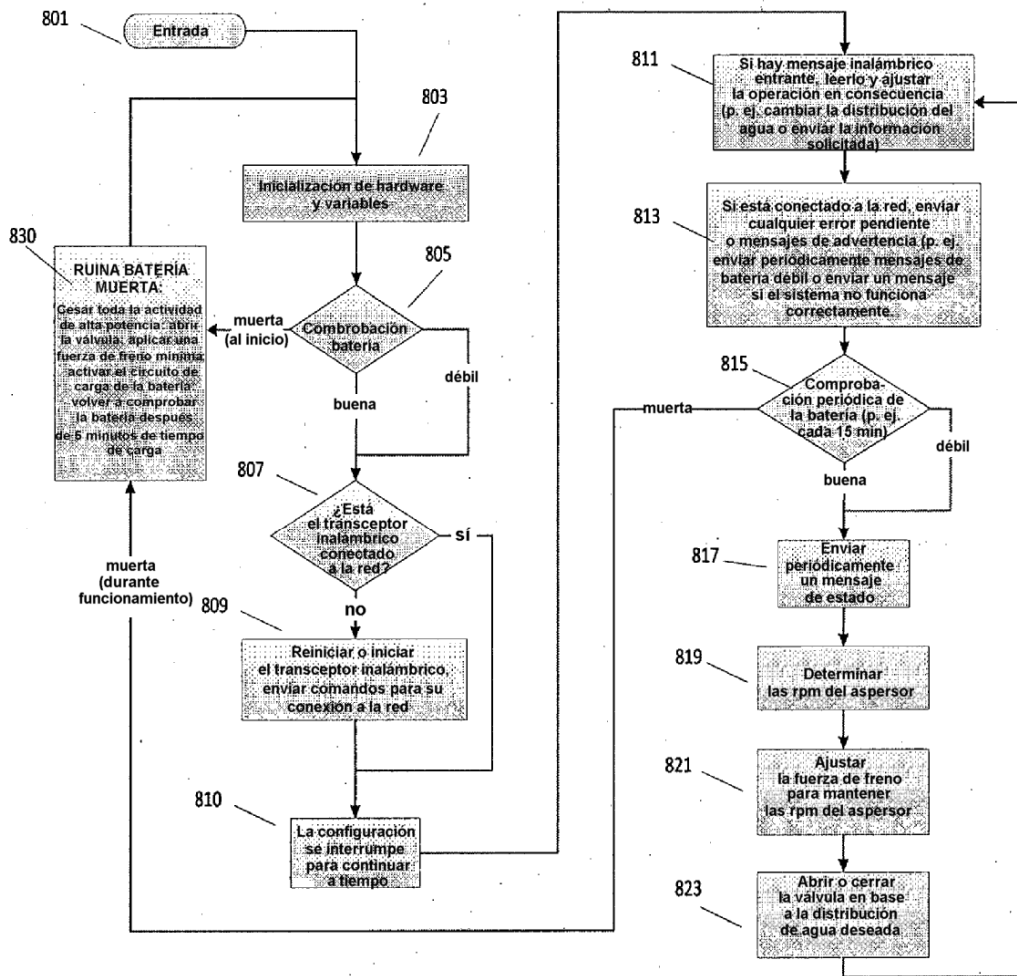 801
Entrada
803
Inicialización de hardware
y variables
830
RUINA BATERÍA
MUERTA:
Cesar toda la actividad
de alta potencia: abrir
la válvula: aplicar una
fuerza de freno mínima
activar el circuito de
carga de la batería
volver a comprobar
la batería después
de 5 minutos de tiempo
de carga
805
Combrobación
batería
muerta
(al inicio)
débil
buena
807
¿Está
el transceptor
inalámbrico
conectado
a la red?
sí
no
muerta
(durante
funcionamiento)
809
Reiniciar o iniciar
el transceptor inalámbrico,
enviar comandos para su
conexión a la red
810
La configuración
se interrumpe
para continuar
a tiempo
811
Si hay mensaje inalámbrico
entrante, leerlo y ajustar
la operación en consecuencia
(p. ej. cambiar la distribución del
agua o enviar la información
solicitada)
813
Si está conectado a la red, enviar
cualquier error pendiente
o mensajes de advertencia (p. ej.
enviar periódicamente mensajes de
batería débil o enviar un mensaje
si el sistema no funciona
correctamente
815
Comproba-
ción periódica de
la batería (p. ej.
cada 15 min)
muerta
débil
buena
817
Enviar
periódicamente
un mensaje
de estado
819
Determinar
las rpm del aspersor
821
Ajustar
la fuerza de freno
para mantener
las rpm del aspersor
823
Abrir o cerrar
la válvula en base
a la distribución
de agua deseada